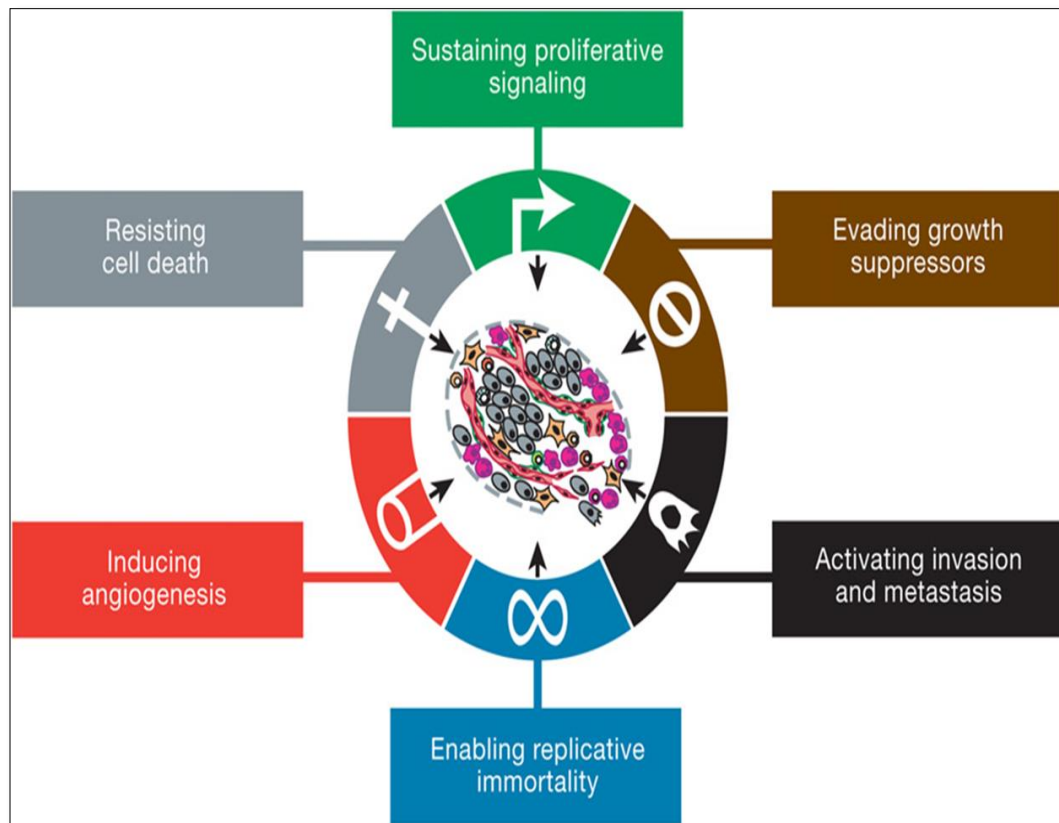 Sustaining proliferative
signaling
Resisting
cell death
Evading growth
suppressors
Inducing
angiogenesis
Activating invasion
and metastasis
Enabling replicative
immortality